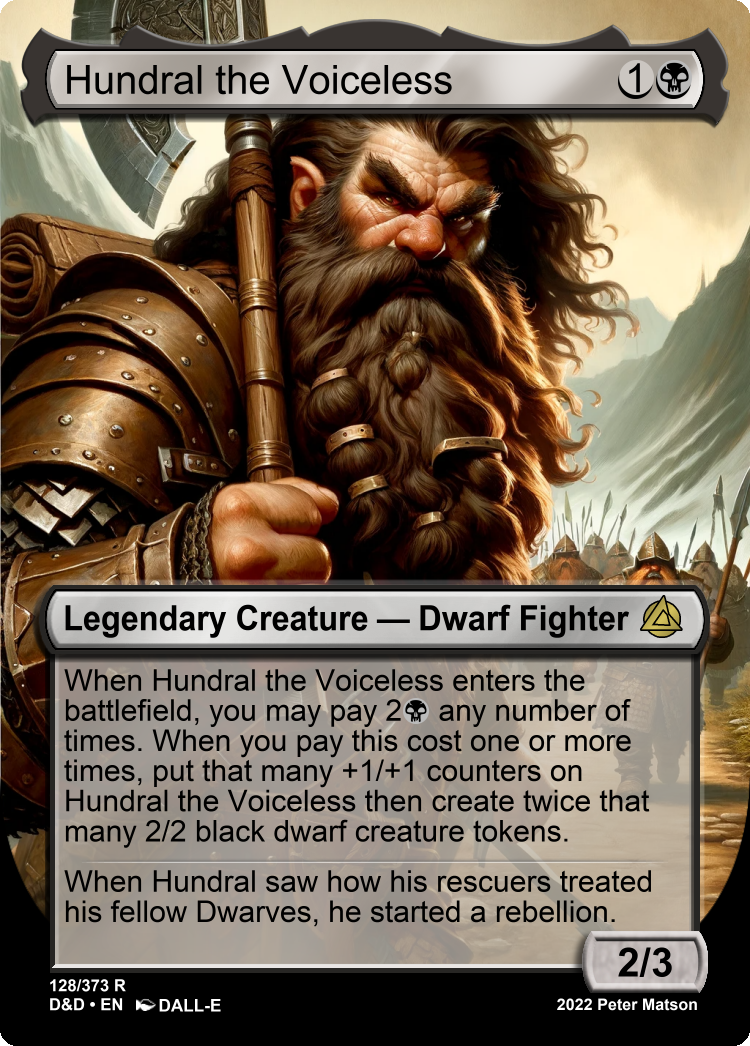 Hundral the Voiceless 1
Legendary Creature — Dwarf Fighter
When Hundral the Voiceless enters the
battlefield, you may pay 2 any number of
times. When you pay this cost one or more
times, put that many +1/+1 counters on
Hundral the Voiceless then create twice that
many 2/2 black dwarf creature tokens.
When Hundral saw how his rescuers treated
his fellow Dwarves, he started a rebellion.
2/3
128/373 R
D&D • EN DALL-E
2022 Peter Matson